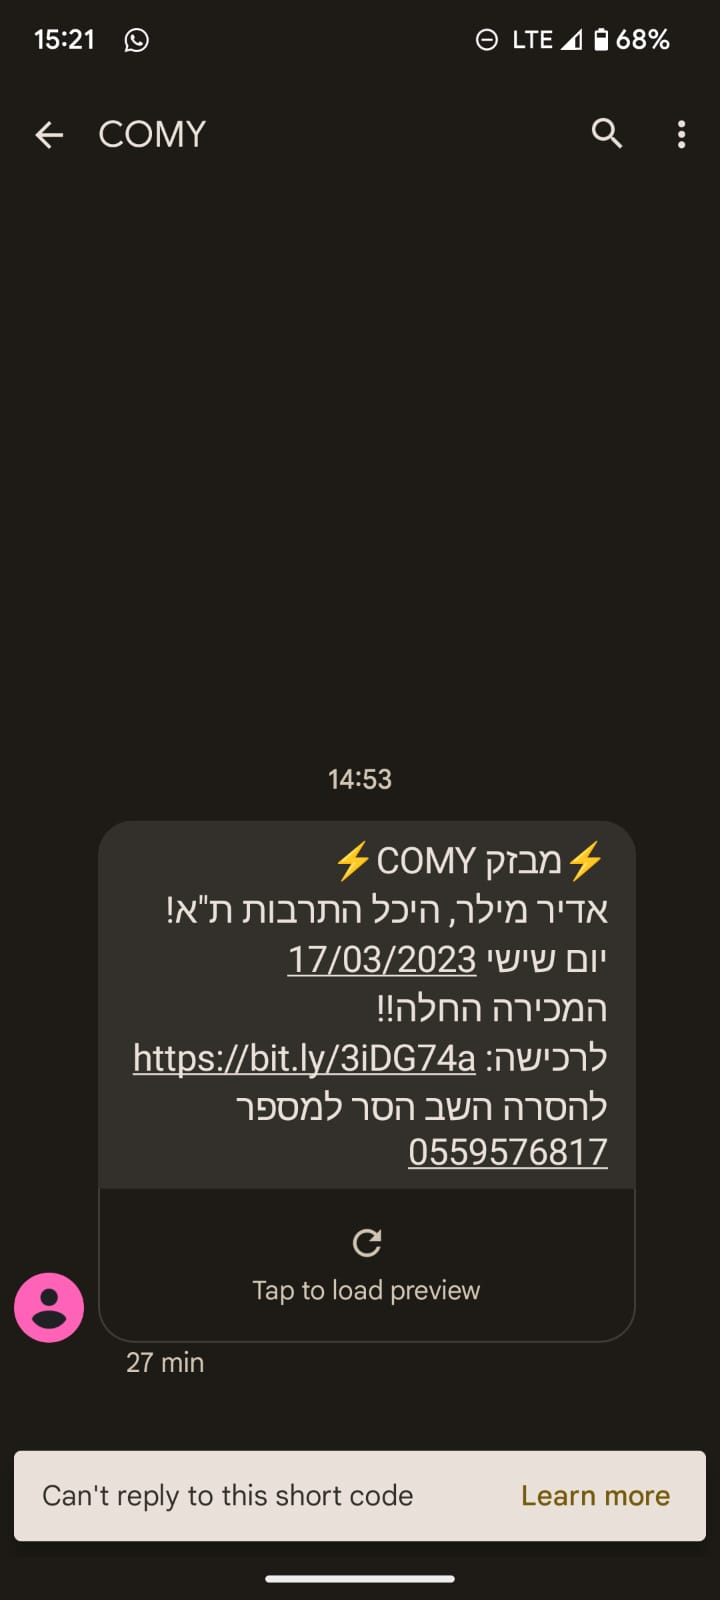 15:21
LTE 68%
COMY
14:53
⚡מבזק COMY⚡
אדיר מילר, היכל התרבות ת"א!
יום שישי 17/03/2023
המכירה החלה!!
לרכישה: https://bit.ly/3iDG74a
להסרה השב הסר למספר
0559576817
Tap to load preview
27 min
Can't reply to this short code Learn more